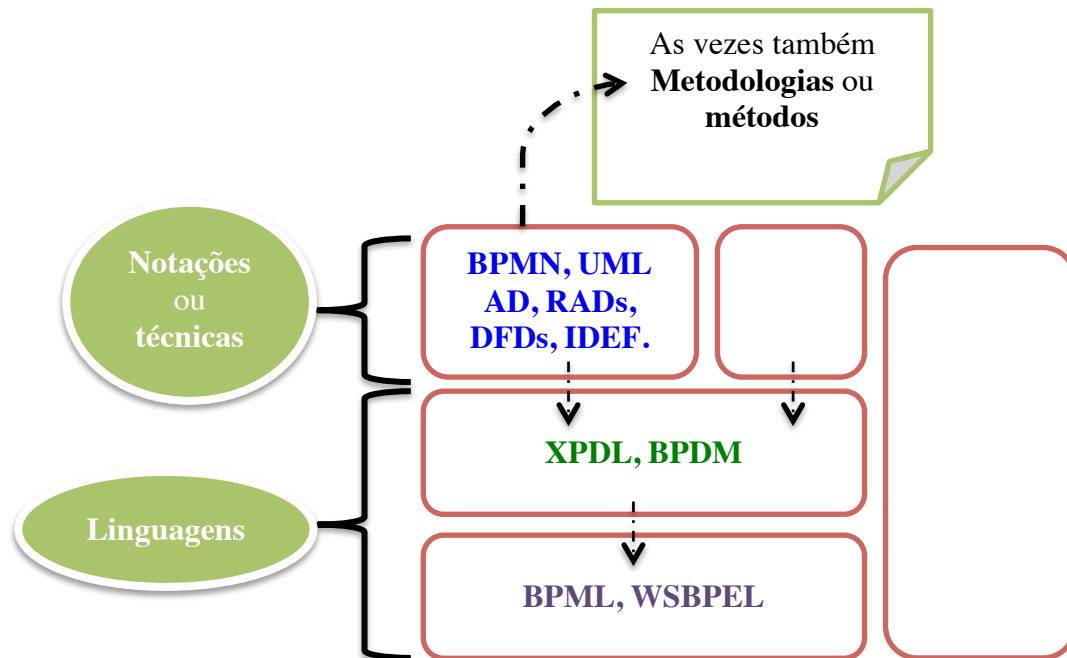 As vezes também
Metodologias ou
métodos
Notações
ou
técnicas
BPMN, UML
AD, RADs,
DFDs, IDEF.
XPDL, BPDM
Linguagens
BPML, WSBPEL